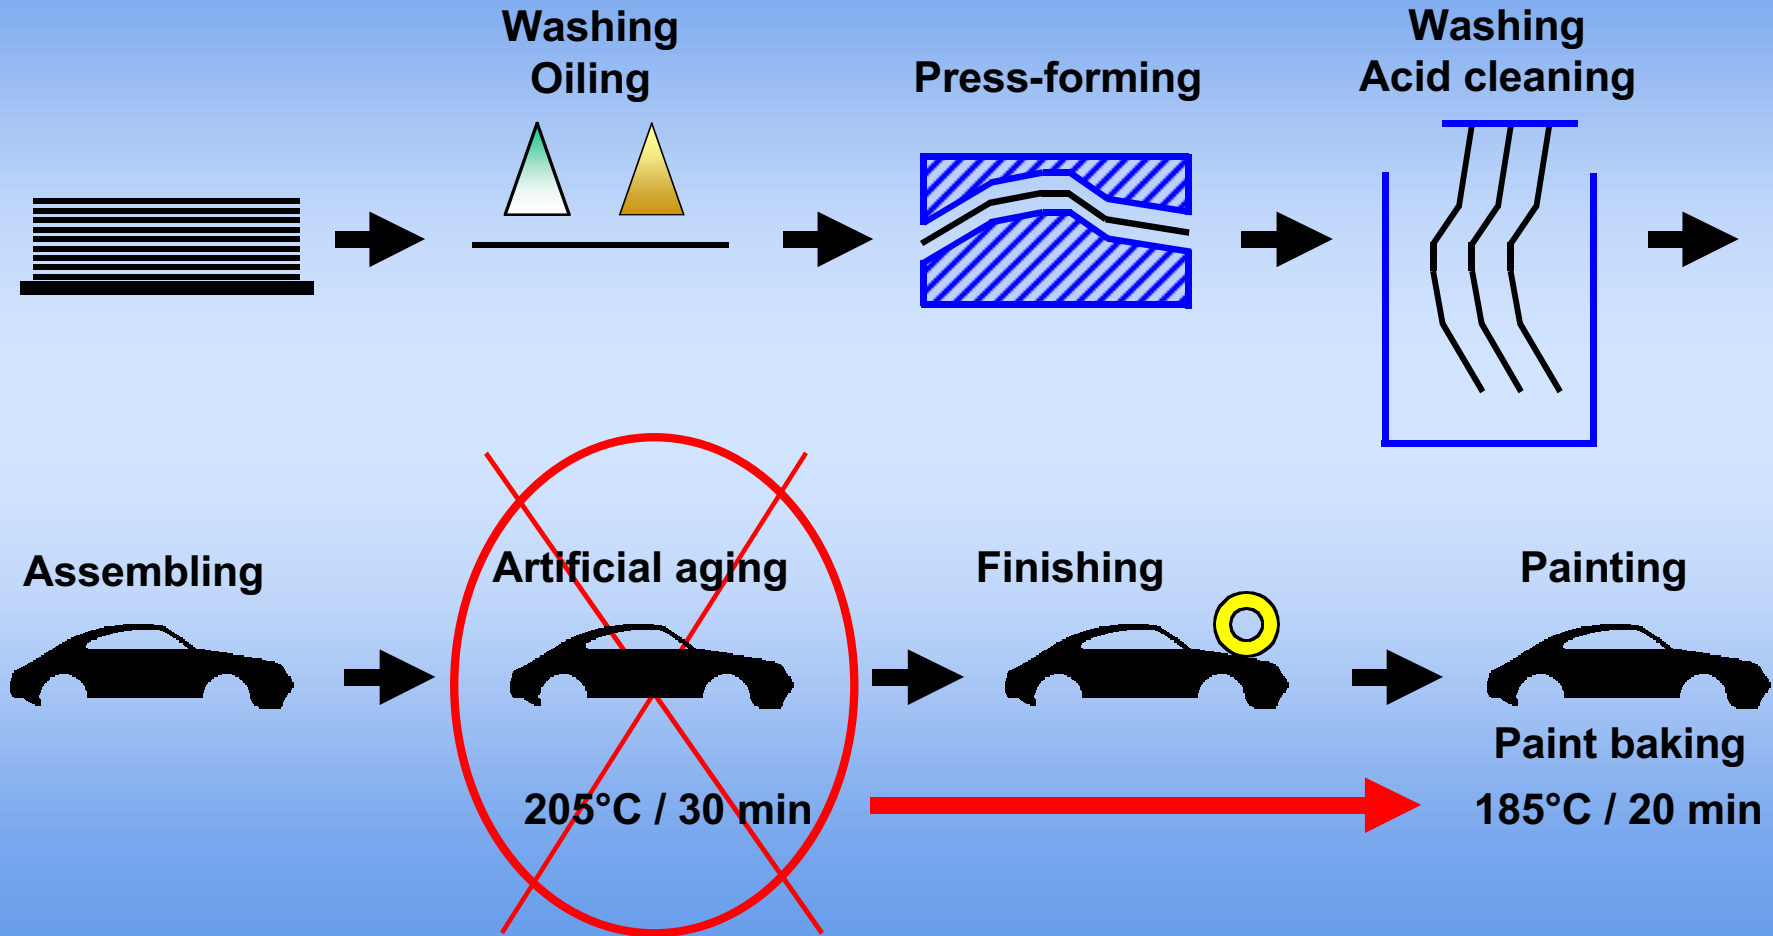 Washing
Oiling
Press-forming
Washing
Acid cleaning
Assembling
Artificial aging
205°C / 30 min
Finishing
Painting
Paint baking
185°C / 20 min